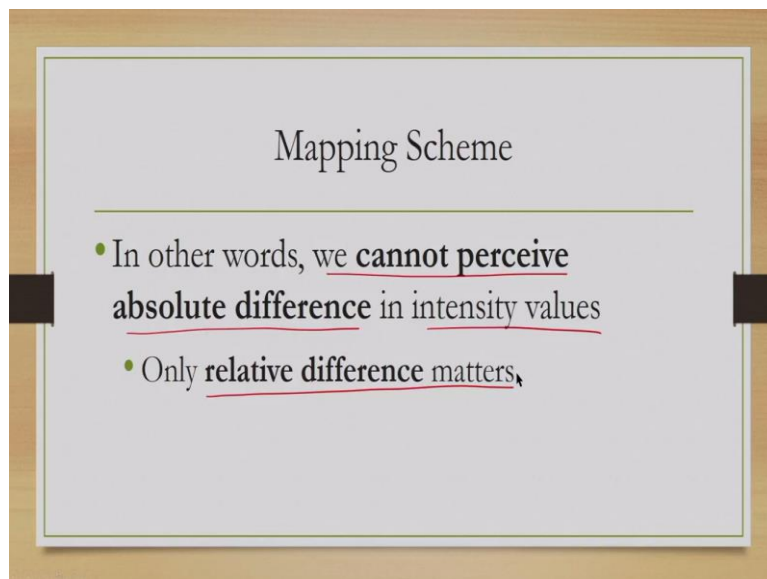 Mapping Scheme
• In other words, we cannot perceive
absolute difference in intensity values
• Only relative difference matters